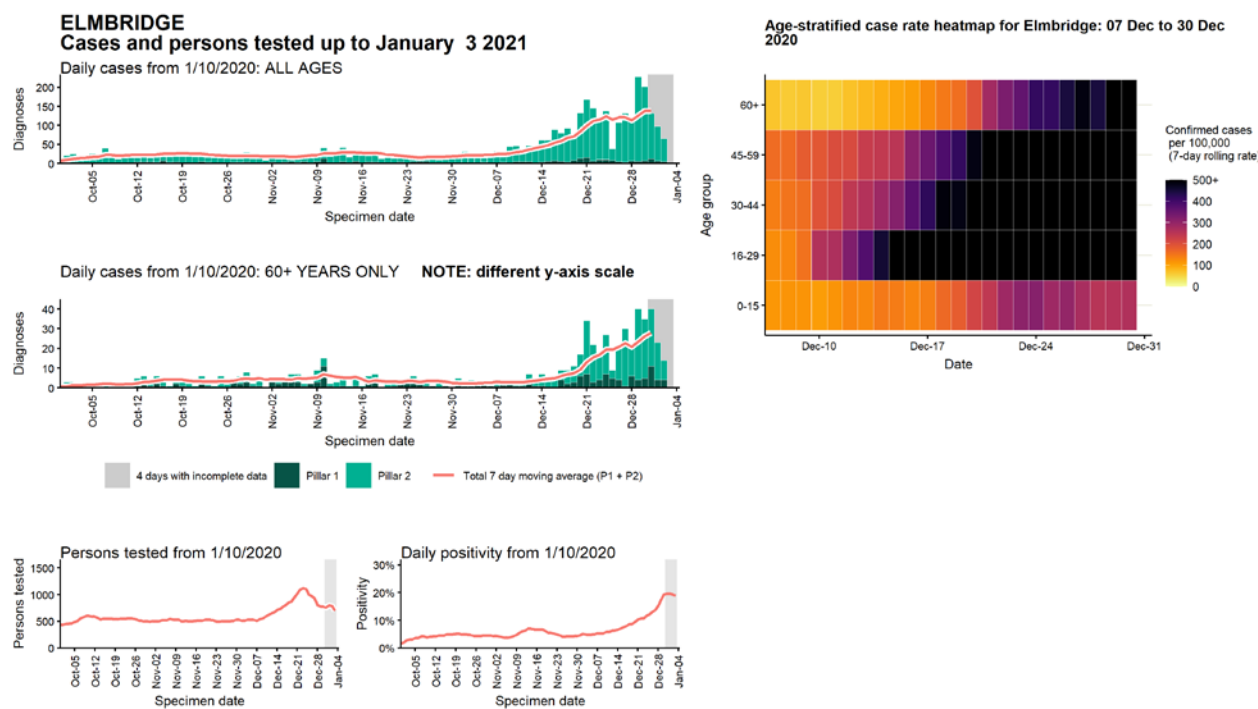 ELMBRIDGE
Cases and persons tested up to January 3 2021
Daily cases from 1/10/2020: ALL AGES
Diagnoses
200
150
100
50
0
Oct-05
Oct-12
Oct-19
Oct-26
Nov-02
Nov-09
Nov-16
Nov-23
Nov-30
Dec-07
Dec-14
Dec-21
Dec-28
Jan-04
Specimen date
Daily cases from 1/10/2020: 60+ YEARS ONLY NOTE: different y-axis scale
Diagnoses
40
30
20
10
0
Oct-05
Oct-12
Oct-19
Oct-26
Nov-02
Nov-09
Nov-16
Nov-23
Nov-30
Dec-07
Dec-14
Dec-21
Dec-28
Jan-04
Specimen date
4 days with incomplete data Pillar 1 Pillar 2 Total 7 day moving average (P1 + P2)
Persons tested from 1/10/2020
Persons tested
1500
1000
500
0
Oct-05
Oct-12
Oct-19
Oct-26
Nov-02
Nov-09
Nov-16
Nov-23
Nov-30
Dec-07
Dec-14
Dec-21
Dec-28
Jan-04
Specimen date
Daily positivity from 1/10/2020
Positivity
30%
20%
10%
0%
Oct-05
Oct-12
Oct-19
Oct-26
Nov-02
Nov-09
Nov-16
Nov-23
Nov-30
Dec-07
Dec-14
Dec-21
Dec-28
Jan-04
Specimen date
Age-stratified case rate heatmap for Elmbridge: 07 Dec to 30 Dec
2020
Age group
60+
45-59
30-44
16-29
0-15
Dec-10
Dec-17
Dec-24
Dec-31
Date
Confirmed cases
per 100,000
(7-day rolling rate)
500+
400
300
200
100
0